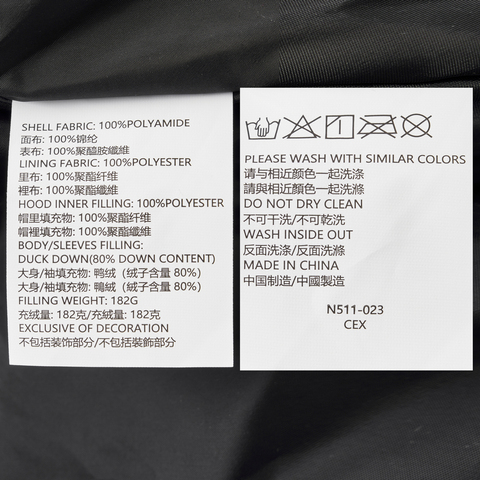 SHELL FABRIC: 100%POLYAMIDE
面布: 100%锦纶
表布: 100%聚醯胺纖維
LINING FABRIC: 100%POLYESTER
里布: 100%聚酯纤维
裡布: 100%聚酯纖維
HOOD INNER FILLING: 100%POLYESTER
帽里填充物: 100%聚酯纤维
帽裡填充物: 100%聚酯纖維
BODY/SLEEVES FILLING:
DUCK DOWN(80% DOWN CONTENT)
大身/袖填充物: 鸭绒（绒子含量 80%）
大身/袖填充物: 鴨絨（絨子含量 80%）
FILLING WEIGHT: 182G
充绒量: 182克/充絨量: 182克
EXCLUSIVE OF DECORATION
不包括装饰部分/不包括裝飾部分
PLEASE WASH WITH SIMILAR COLORS
请与相近颜色一起洗涤
請與相近顏色一起洗滌
DO NOT DRY CLEAN
不可干洗/不可乾洗
WASH INSIDE OUT
反面洗涤/反面洗滌
MADE IN CHINA
中国制造/中國製造
N511-023
CEX